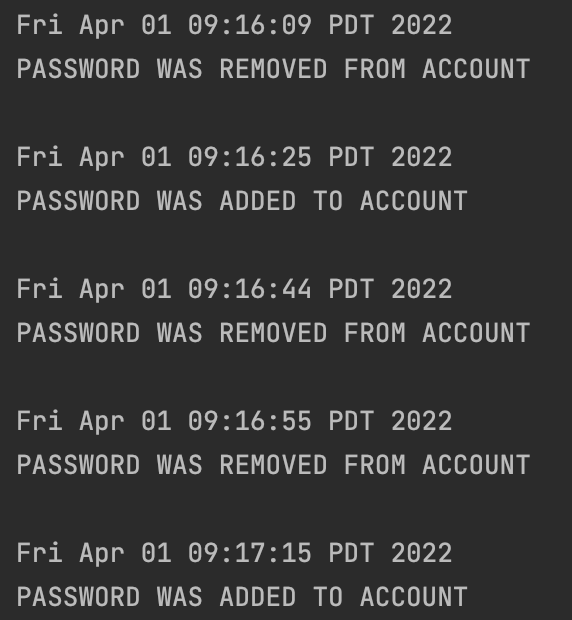 Fri Apr 01 09:16:09 PDT 2022
PASSWORD WAS REMOVED FROM ACCOUNT
Fri Apr 01 09:16:25 PDT 2022
PASSWORD WAS ADDED TO ACCOUNT
Fri Apr 01 09:16:44 PDT 2022
PASSWORD WAS REMOVED FROM ACCOUNT
Fri Apr 01 09:16:55 PDT 2022
PASSWORD WAS REMOVED FROM ACCOUNT
Fri Apr 01 09:17:15 PDT 2022
PASSWORD WAS ADDED TO ACCOUNT